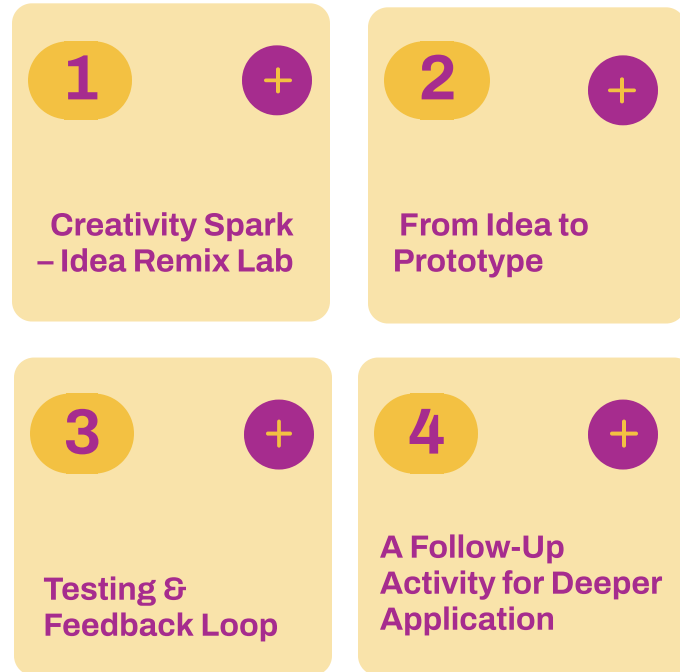 1
Creativity Spark
– Idea Remix Lab
2
From Idea to
Prototype
3
Testing &
Feedback Loop
4
A Follow-Up
Activity for Deeper
Application